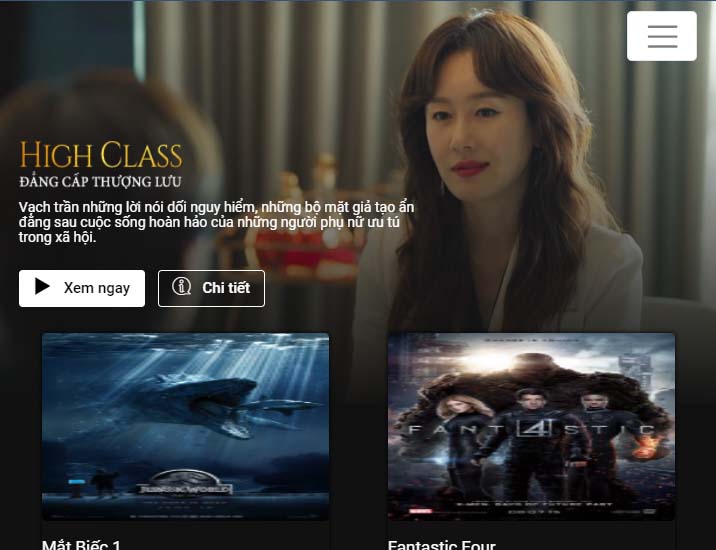 HIGH CLASS
ĐẲNG CẤP THƯỢNG LƯU
Vạch trần những lời nói dối nguy hiểm, những bộ mặt giả tạo ẩn
đằng sau cuộc sống hoàn hảo của những người phụ nữ ưu tú
trong xã hội.
Xem ngay
Chi tiết
JURASSIC WORLD
FANT4STIC
Mắt Biếc 1
Fantastic Four